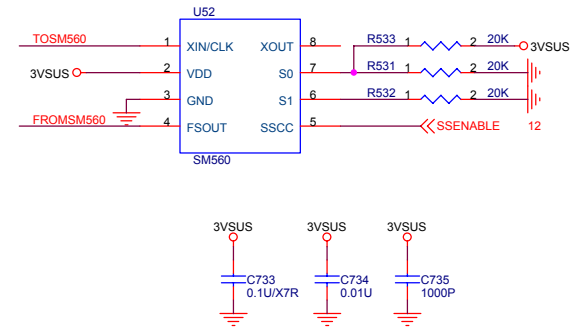 U52
TOSM560 1 XIN/CLK XOUT 8 R533 1 2 20K 3VSUS
3VSUS 2 VDD S0 7 R531 1 2 20K
3 GND S1 6 R532 1 2 20K
FROMSM560 4 FSOUT SSCC 5 SSENABLE 12
SM560
3VSUS 3VSUS 3VSUS
C733 C734 C735
0.1U/X7R 0.01U 1000P